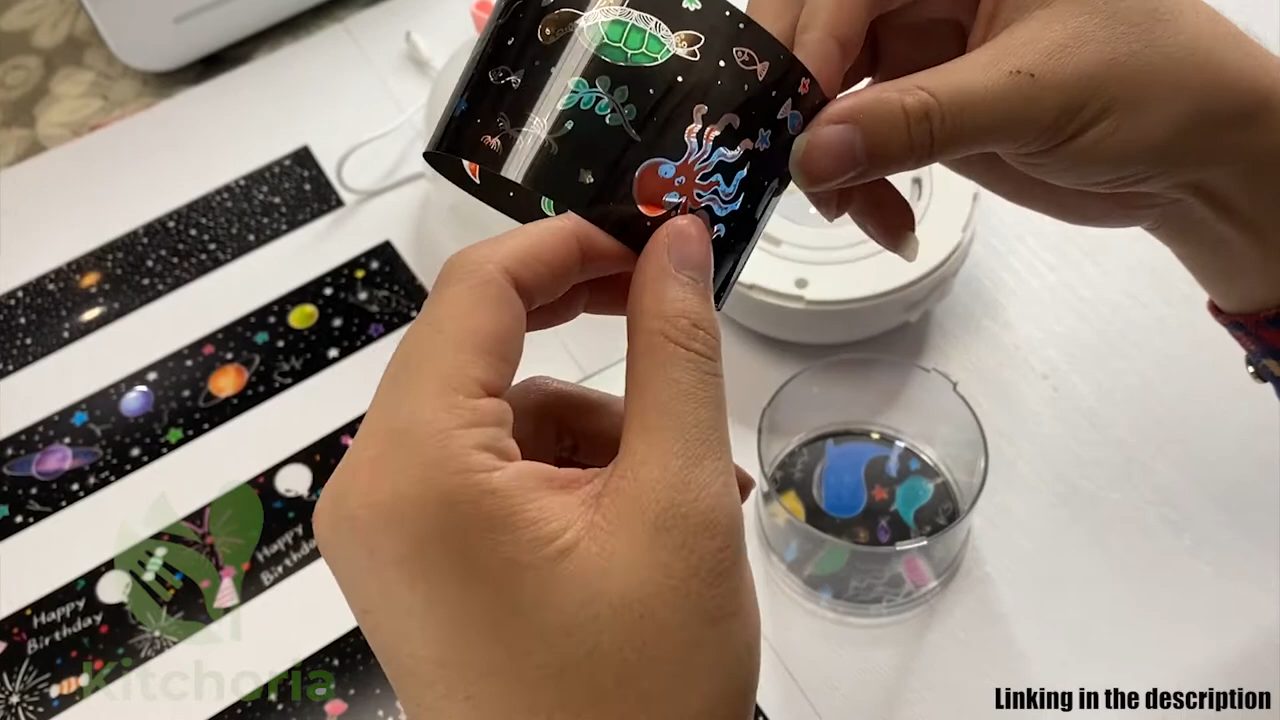 Happy
Birthday
Happy
Birthday
Kitchoria
Linking in the description